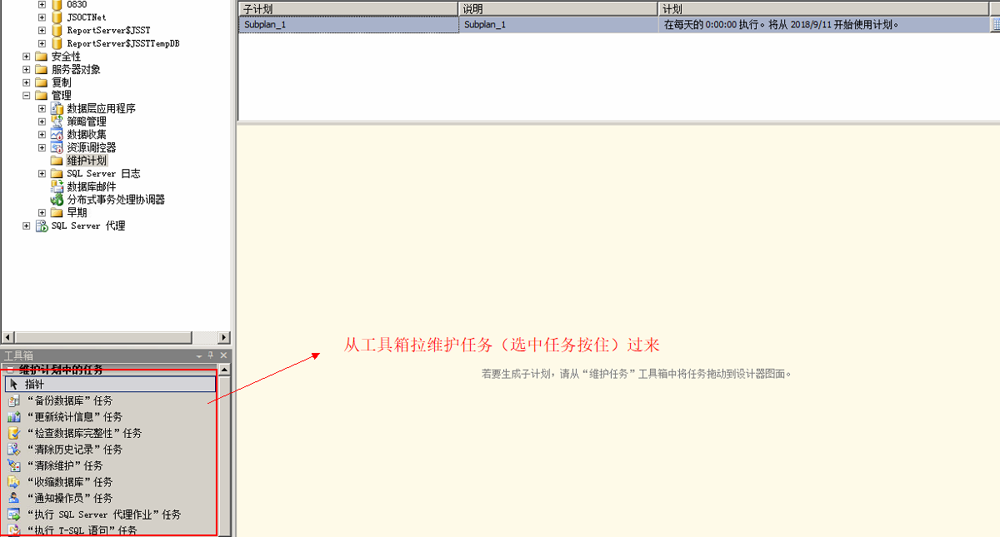 0830
JSOCTNet
ReportServer$JSST
ReportServer$JSSTTempDB
安全性
服务器对象
复制
管理
数据层应用程序
策略管理
数据收集
资源调控器
维护计划
SQL Server 日志
数据库邮件
分布式事务处理协调器
早期
SQL Server 代理
工具箱
维护计划中的任务
指针
“备份数据库”任务
“更新统计信息”任务
“检查数据库完整性”任务
“清除历史记录”任务
“清除维护”任务
“收缩数据库”任务
“通知操作员”任务
“执行 SQL Server 代理作业”任务
“执行 T-SQL 语句”任务
子计划 说明 计划
Subplan_1 Subplan_1 在每天的 0:00:00 执行。将从 2018/9/11 开始使用计划。
从工具箱拉维护任务（选中任务按住）过来
若要生成子计划，请从“维护任务”工具箱中将任务拖动到设计器图面。